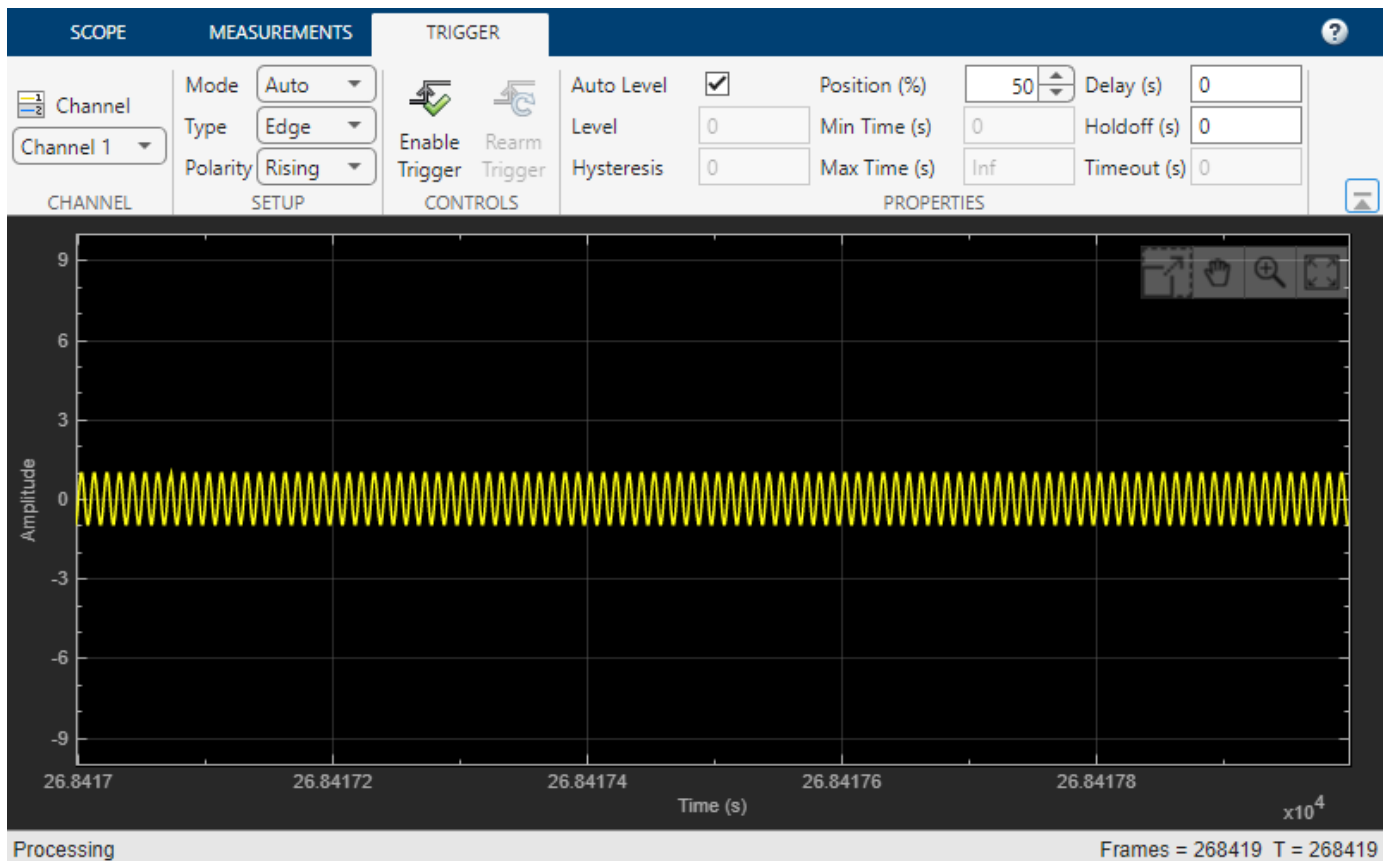 SCOPE MEASUREMENTS TRIGGER ?
Channel
Channel 1
CHANNEL
Mode Auto
Type Edge
Polarity Rising
SETUP
Enable Trigger
Rearm Trigger
CONTROLS
Auto Level Position (%) 50 Delay (s) 0
Level 0 Min Time (s) 0 Holdoff (s) 0
Hysteresis 0 Max Time (s) Inf Timeout (s) 0
PROPERTIES
9
6
3
0
-3
-6
-9
Amplitude
26.8417 26.84172 26.84174 26.84176 26.84178
Time (s)
x10^4
Processing Frames = 268419 T = 268419